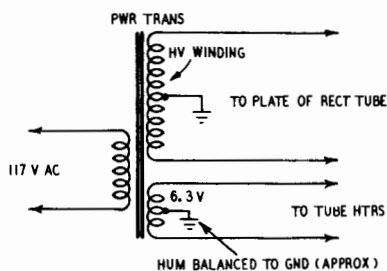 PWR TRANS
HV WINDING
TO PLATE OF RECT TUBE
117 V AC
6.3 V
TO TUBE HTRS
HUM BALANCED TO GND (APPROX)